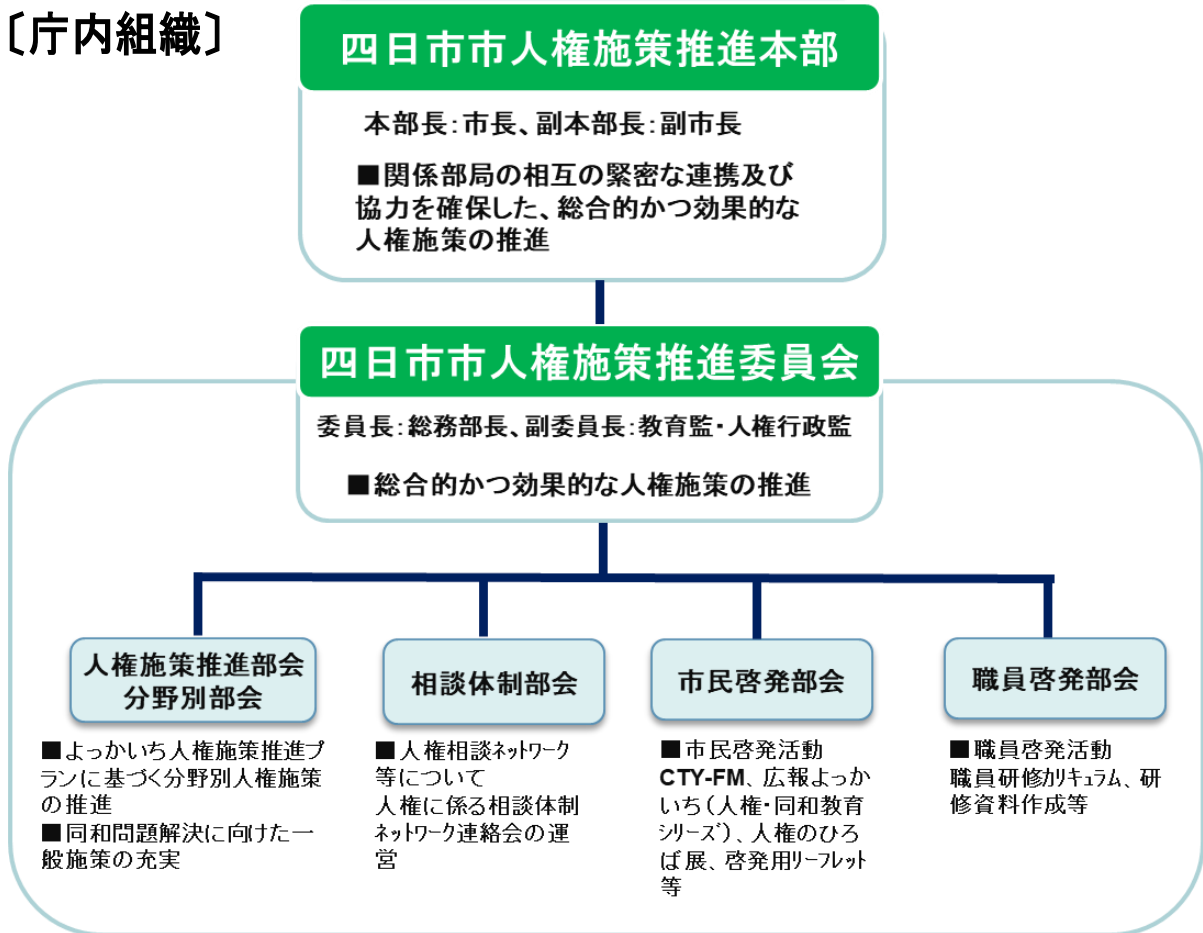 〔庁内組織〕
四日市市人権施策推進本部
本部長：市長、副本部長：副市長
■関係部局の相互の緊密な連携及び
協力を確保した、総合的かつ効果的な
人権施策の推進
四日市市人権施策推進委員会
委員長：総務部長、副委員長：教育監・人権行政監
■総合的かつ効果的な人権施策の推進
人権施策推進部会
分野別部会
■よっかいち人権施策推進プ
ランに基づく分野別人権施策
の推進
■同和問題解決に向けた一
般施策の充実
相談体制部会
■人権相談ネットワーク
等について
人権に係る相談体制
ネットワーク連絡会の運
営
市民啓発部会
■市民啓発活動
CTY-FM、広報よっか
いち（人権・同和教育
シリーズ）、人権のひろ
ば展、啓発用リーフレット
等
職員啓発部会
■職員啓発活動
職員研修カリキュラム、研
修資料作成等